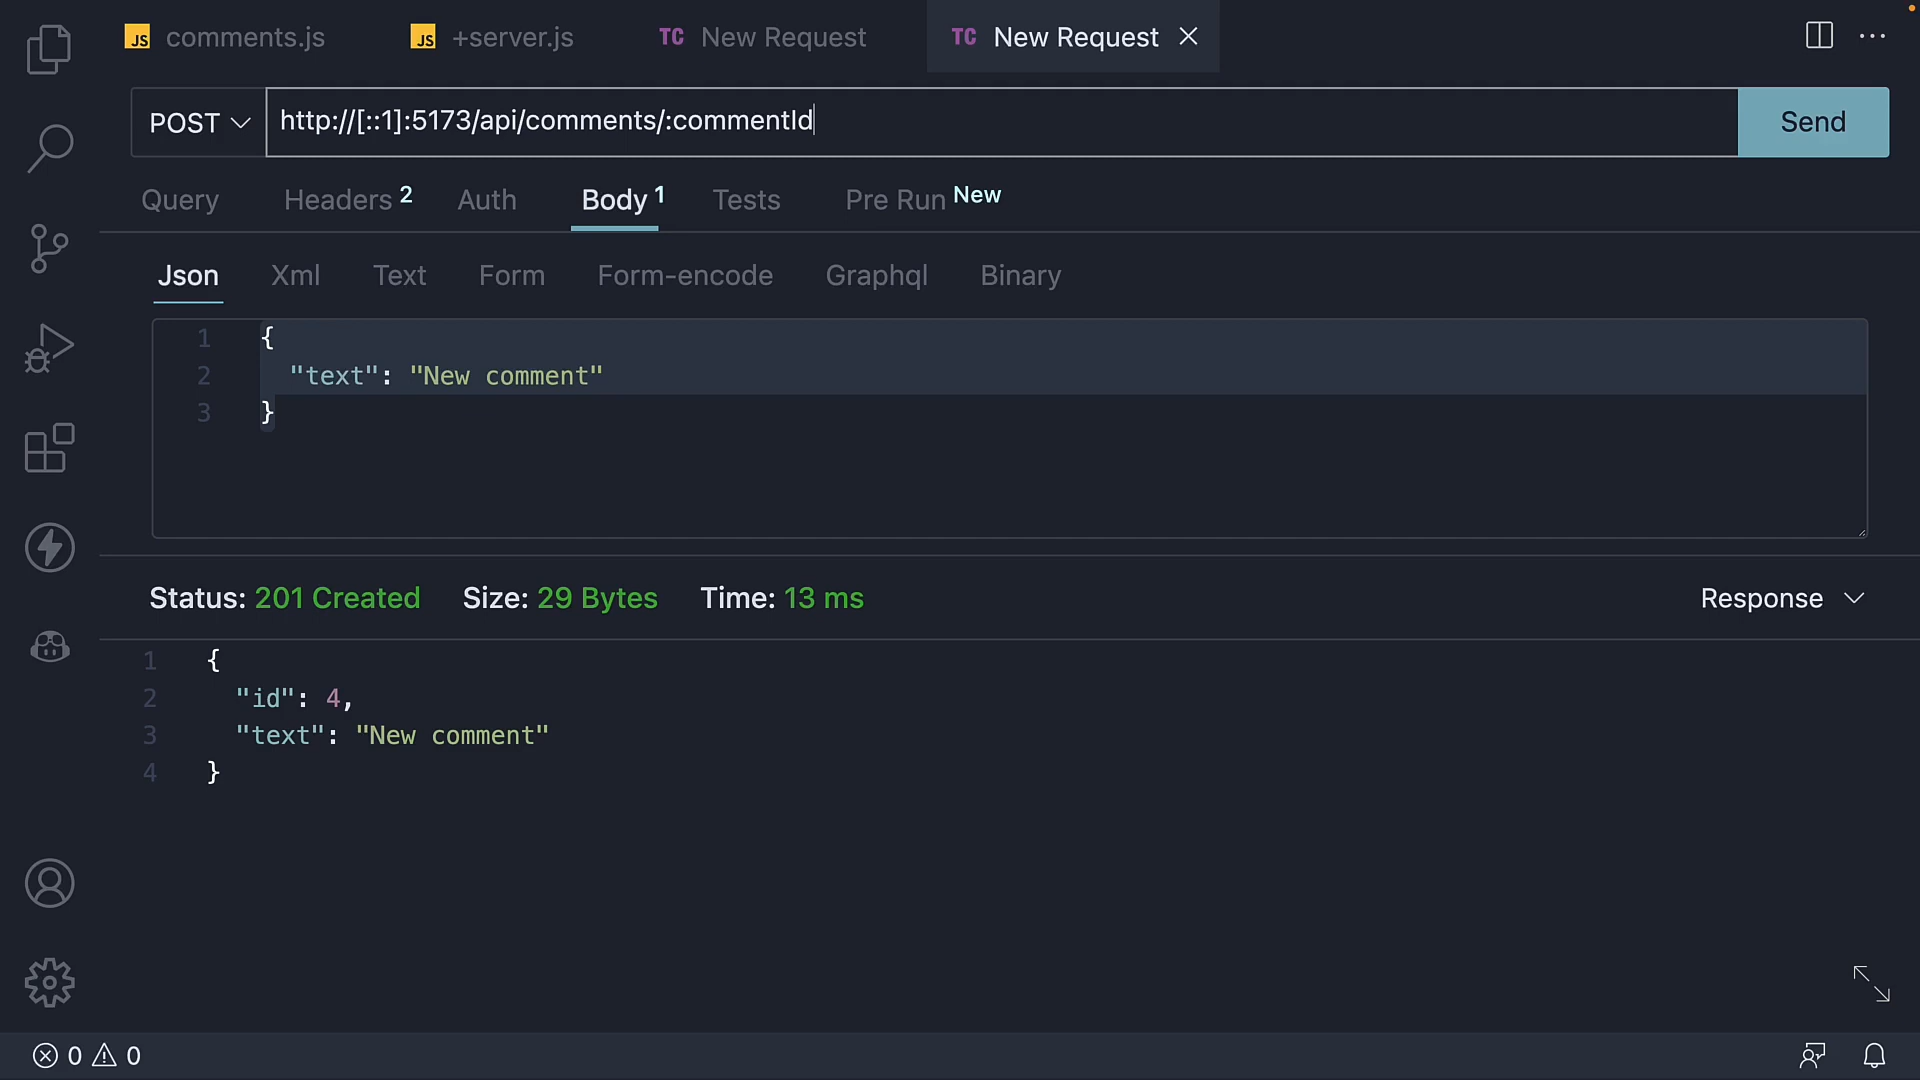 JS comments.js JS +server.js TC New Request TC New Request
POST http://[::1]:5173/api/comments/:commentId Send
Query Headers 2 Auth Body 1 Tests Pre Run New
Json Xml Text Form Form-encode Graphql Binary
1 {
2 "text": "New comment"
3 }
Status: 201 Created Size: 29 Bytes Time: 13 ms Response
1 {
2 "id": 4,
3 "text": "New comment"
4 }
0 0